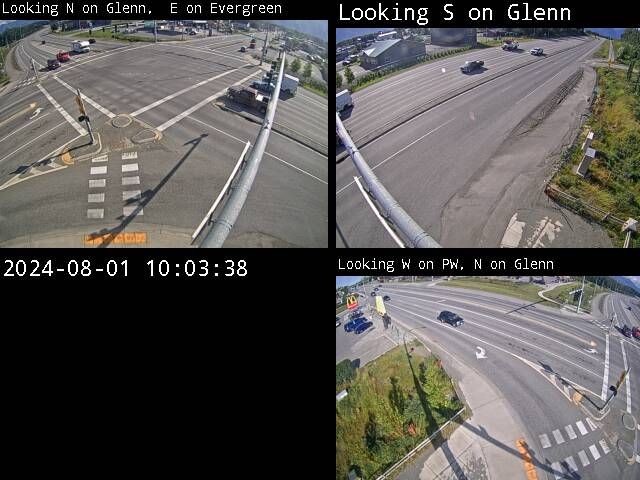 Looking N on Glenn,  E on Evergreen
Looking S on Glenn
2024-08-01 10:03:38
Looking W on PW, N on Glenn